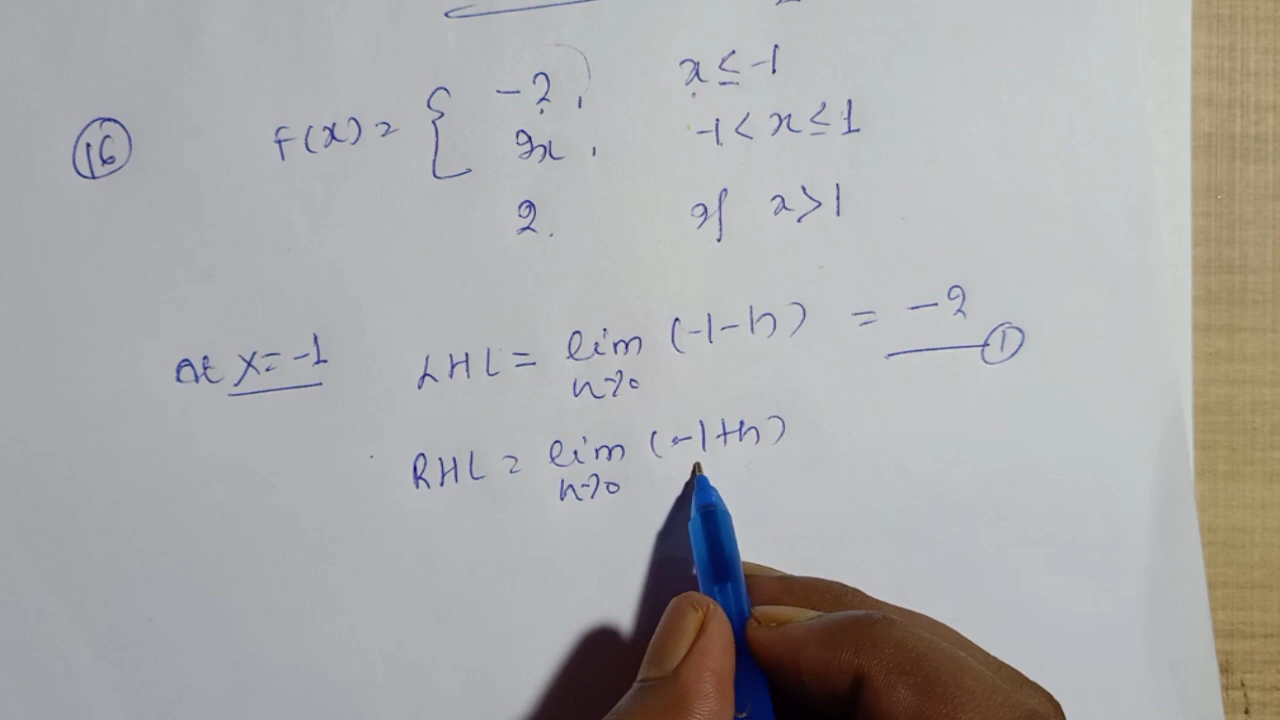 (16) f(x) = { -2, x ≤ -1
2x, -1 < x ≤ 1
2. if x > 1
At x = -1 LHL = lim (-1-h) = -2 (1)
h→0
RHL = lim (-1+h)
h→0